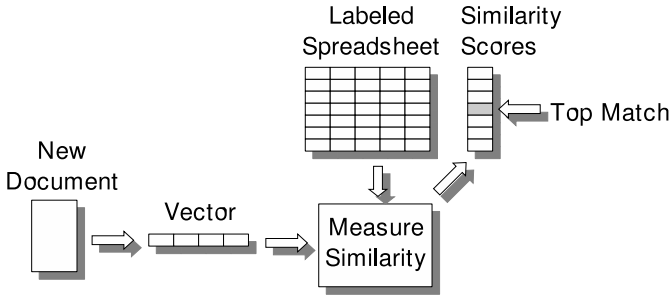 Labeled
Spreadsheet
Similarity
Scores
Top Match
New
Document
Vector
Measure
Similarity